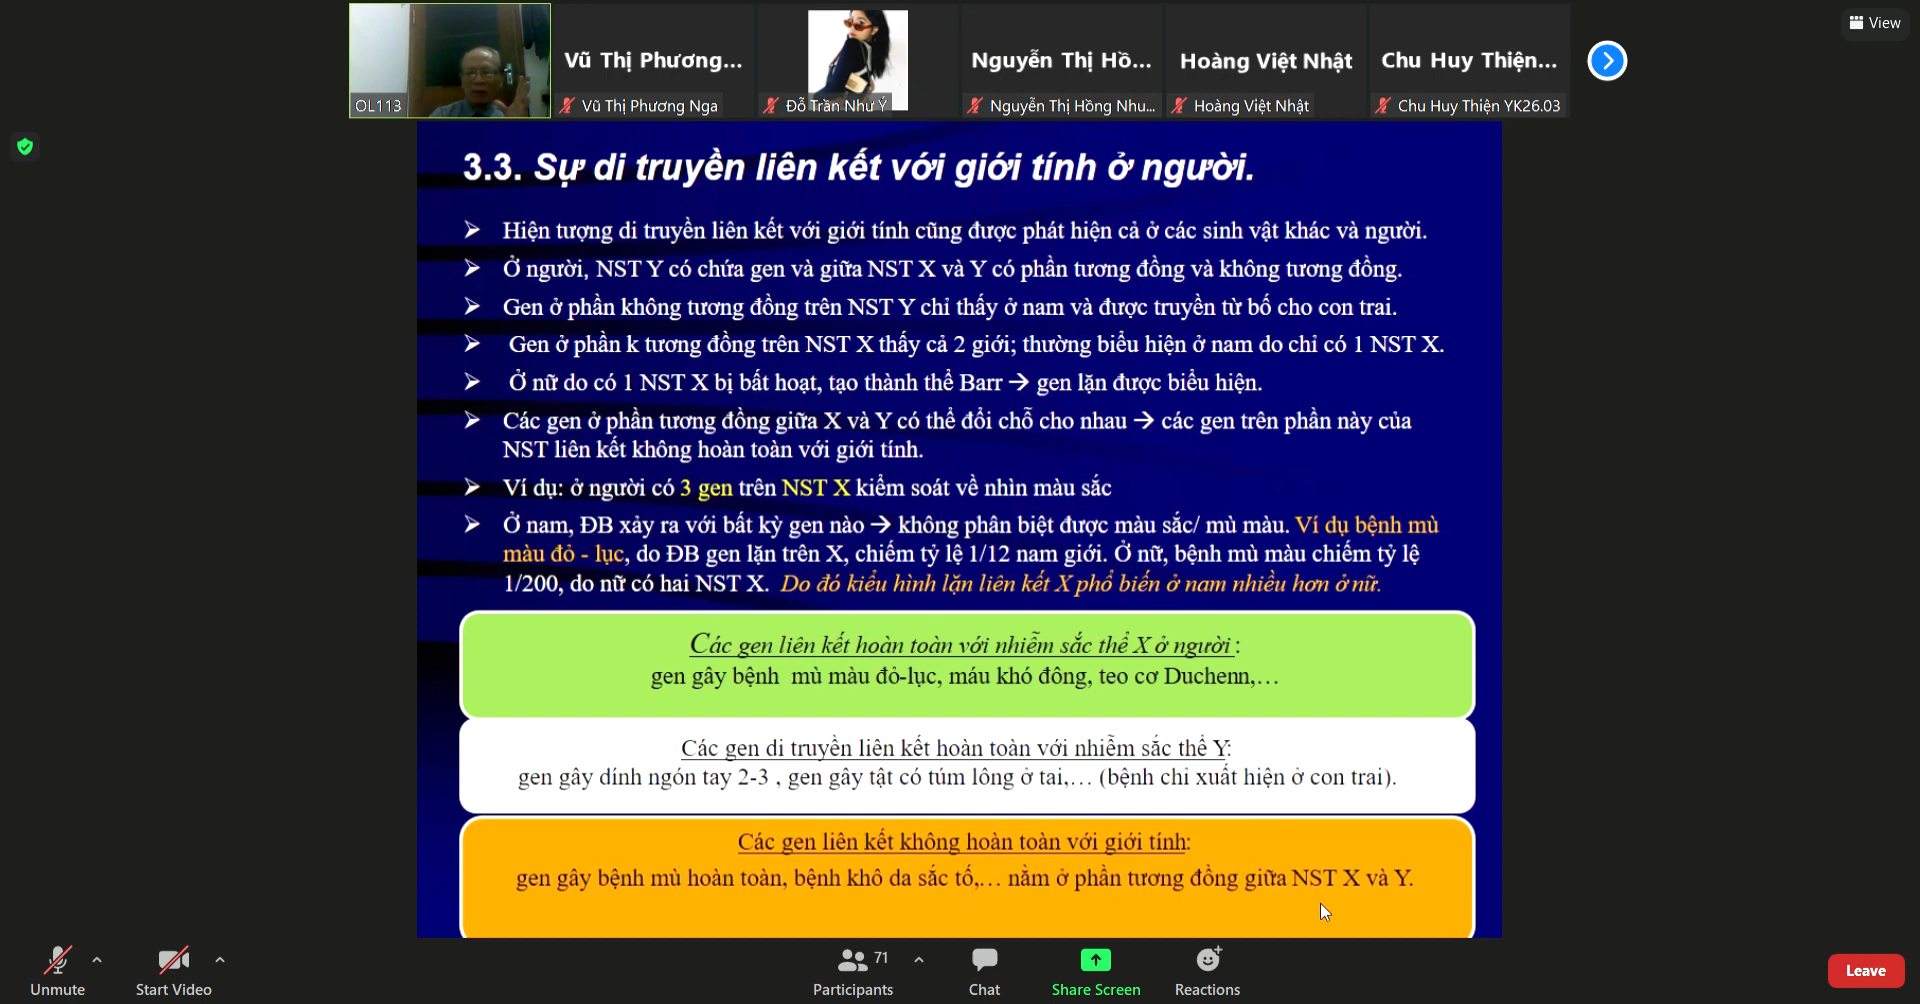 View
Vũ Thị Phương...
Nguyễn Thị Hồ...
Hoàng Việt Nhật
Chu Huy Thiện...
OL113
Vũ Thị Phương Nga
Đỗ Trần Như Ý
Nguyễn Thị Hồng Nhu...
Hoàng Việt Nhật
Chu Huy Thiện YK26.03
3.3. Sự di truyền liên kết với giới tính ở người.
➢ Hiện tượng di truyền liên kết với giới tính cũng được phát hiện cả ở các sinh vật khác và người.
➢ Ở người, NST Y có chứa gen và giữa NST X và Y có phần tương đồng và không tương đồng.
➢ Gen ở phần không tương đồng trên NST Y chỉ thấy ở nam và được truyền từ bố cho con trai.
➢ Gen ở phần k tương đồng trên NST X thấy cả 2 giới; thường biểu hiện ở nam do chỉ có 1 NST X.
➢ Ở nữ do có 1 NST X bị bất hoạt, tạo thành thể Barr → gen lặn được biểu hiện.
➢ Các gen ở phần tương đồng giữa X và Y có thể đổi chỗ cho nhau → các gen trên phần này của
NST liên kết không hoàn toàn với giới tính.
➢ Ví dụ: ở người có 3 gen trên NST X kiểm soát về nhìn màu sắc
➢ Ở nam, ĐB xảy ra với bất kỳ gen nào → không phân biệt được màu sắc/ mù màu. Ví dụ bệnh mù
màu đỏ - lục, do ĐB gen lặn trên X, chiếm tỷ lệ 1/12 nam giới. Ở nữ, bệnh mù màu chiếm tỷ lệ
1/200, do nữ có hai NST X. Do đó kiểu hình lặn liên kết X phổ biến ở nam nhiều hơn ở nữ.
Các gen liên kết hoàn toàn với nhiễm sắc thể X ở người :
gen gây bệnh mù màu đỏ-lục, máu khó đông, teo cơ Duchenn,...
Các gen di truyền liên kết hoàn toàn với nhiễm sắc thể Y:
gen gây dính ngón tay 2-3 , gen gây tật có túm lông ở tai,... (bệnh chỉ xuất hiện ở con trai).
Các gen liên kết không hoàn toàn với giới tính:
gen gây bệnh mù hoàn toàn, bệnh khô da sắc tố,... nằm ở phần tương đồng giữa NST X và Y.
71
Unmute
Start Video
Participants
Chat
Share Screen
Reactions
Leave